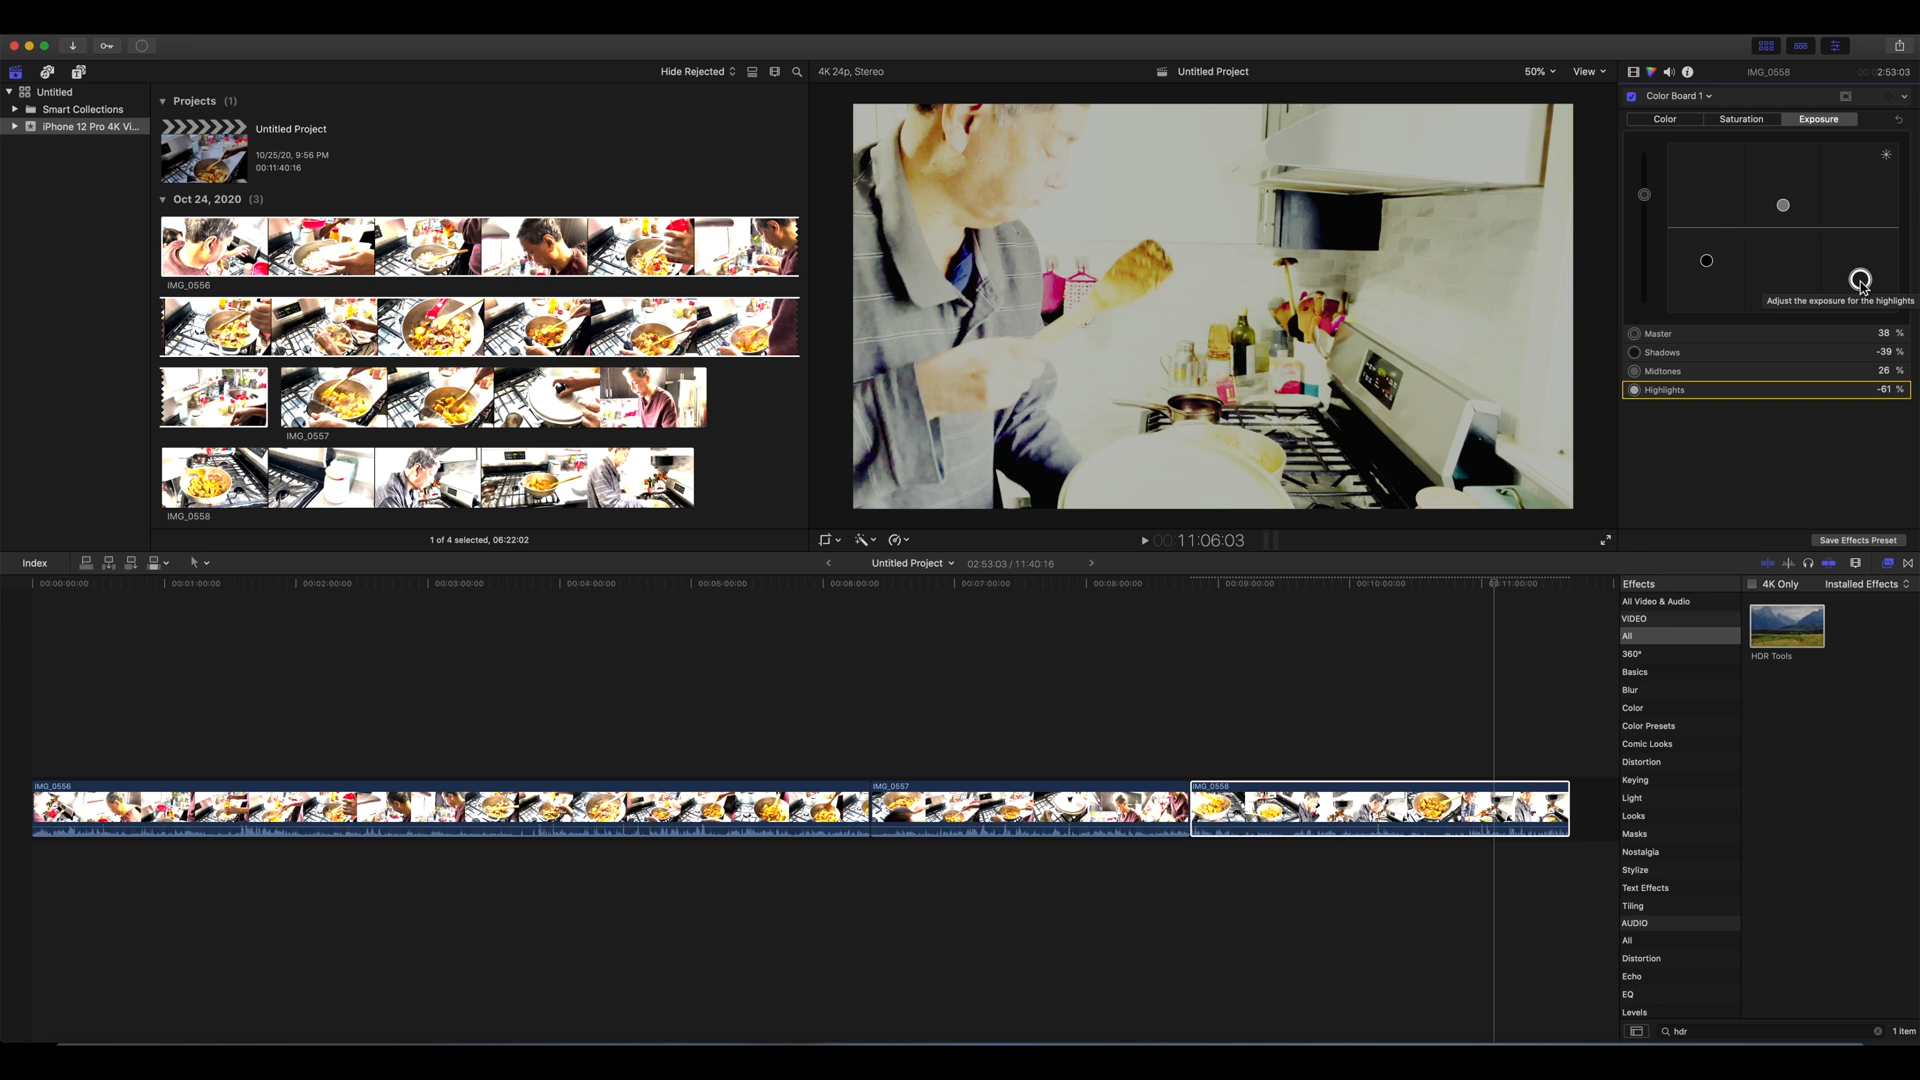 Hide Rejected
4K 24p, Stereo
Untitled Project
50%
View
IMG_0558
00:02:53:03
Untitled
Smart Collections
iPhone 12 Pro 4K Vi...
Projects (1)
Untitled Project
10/25/20, 9:56 PM
00:11:40:16
Oct 24, 2020 (3)
IMG_0556
IMG_0557
IMG_0558
1 of 4 selected, 06:22:02
00:11:06:03
Color Board 1
Color
Saturation
Exposure
Adjust the exposure for the highlights
Master 38 %
Shadows -39 %
Midtones 26 %
Highlights -61 %
Save Effects Preset
Index
Untitled Project
02:53:03 / 11:40:16
00:00:00:00
00:01:00:00
00:02:00:00
00:03:00:00
00:04:00:00
00:05:00:00
00:06:00:00
00:07:00:00
00:08:00:00
00:09:00:00
00:10:00:00
00:11:00:00
IMG_0556
IMG_0557
IMG_0558
Effects
4K Only
Installed Effects
All Video & Audio
VIDEO
All
360°
Basics
Blur
Color
Color Presets
Comic Looks
Distortion
Keying
Light
Looks
Masks
Nostalgia
Stylize
Text Effects
Tiling
AUDIO
All
Distortion
Echo
EQ
Levels
HDR Tools
hdr
1 item